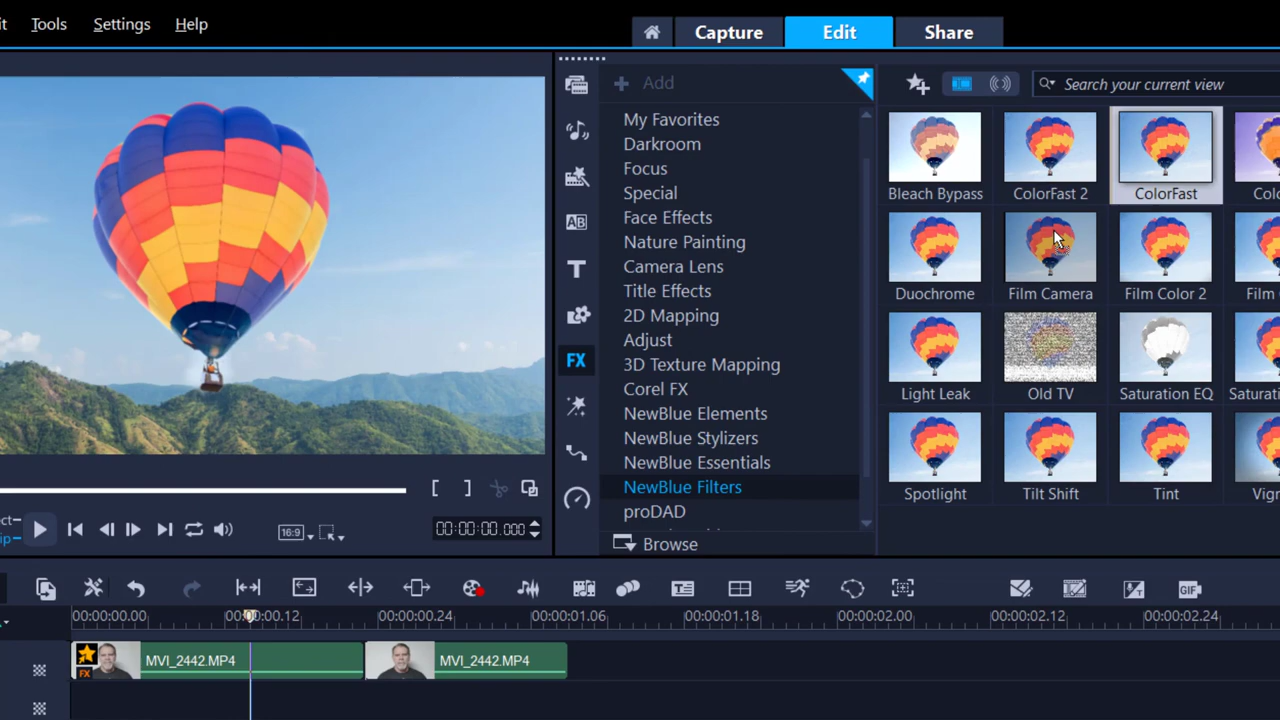 Tools Settings Help
Capture Edit Share
Add
Search your current view
My Favorites
Darkroom
Focus
Special
Face Effects
Nature Painting
Camera Lens
Title Effects
2D Mapping
Adjust
3D Texture Mapping
Corel FX
NewBlue Elements
NewBlue Stylizers
NewBlue Essentials
NewBlue Filters
proDAD
Browse
FX
Bleach Bypass ColorFast 2 ColorFast
Duochrome Film Camera Film Color 2 Film
Light Leak Old TV Saturation EQ
Spotlight Tilt Shift Tint
16:9
00:00:00.000
GIF
00:00:00.00 00:00:00.12 00:00:00.24 00:00:01.06 00:00:01.18 00:00:02.00 00:00:02.12 00:00:02.24
FX MVI_2442.MP4 MVI_2442.MP4